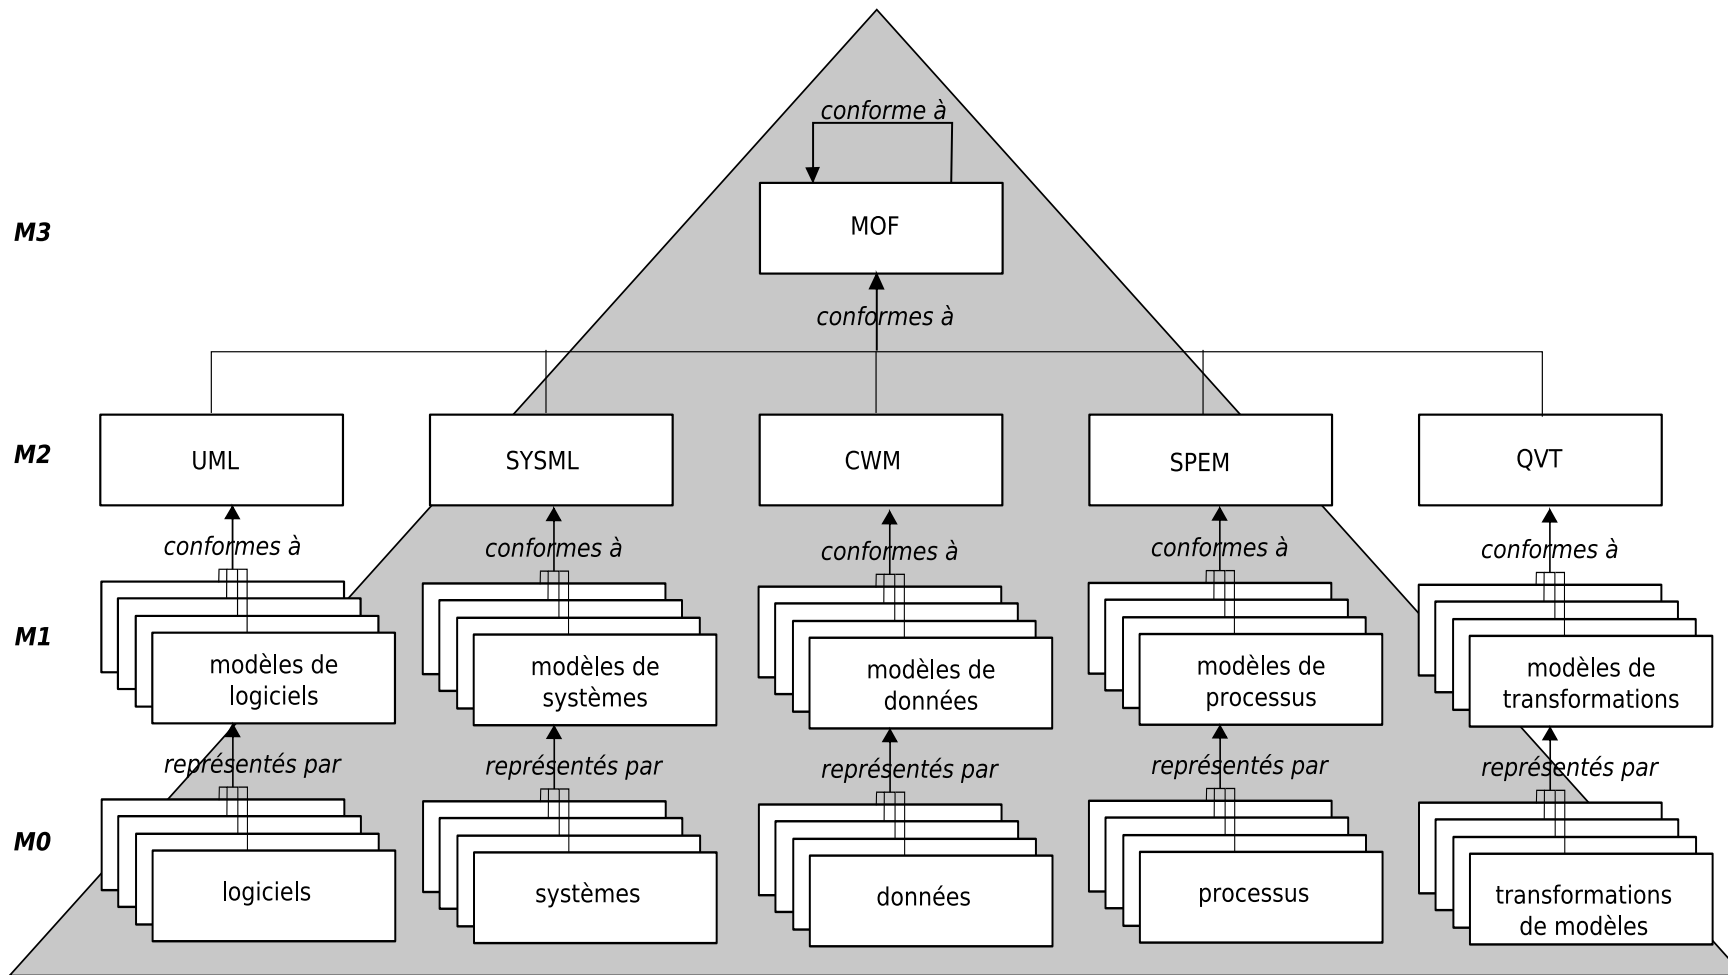 conforme à
M3
MOF
conformes à
M2
UML
SYSML
CWM
SPEM
QVT
conformes à
conformes à
conformes à
conformes à
conformes à
M1
modèles de
logiciels
modèles de
systèmes
modèles de
données
modèles de
processus
modèles de
transformations
représentés par
représentés par
représentés par
représentés par
représentés par
M0
logiciels
systèmes
données
processus
transformations
de modèles